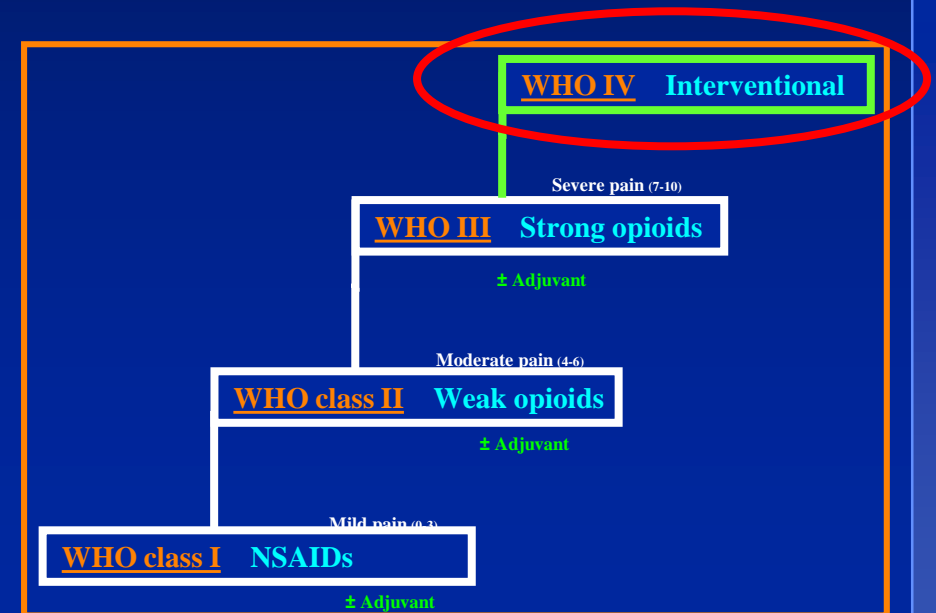 WHO IV Interventional
Severe pain (7-10)
WHO III Strong opioids
± Adjuvant
Moderate pain (4-6)
WHO class II Weak opioids
± Adjuvant
Mild pain (0-3)
WHO class I NSAIDs
± Adjuvant